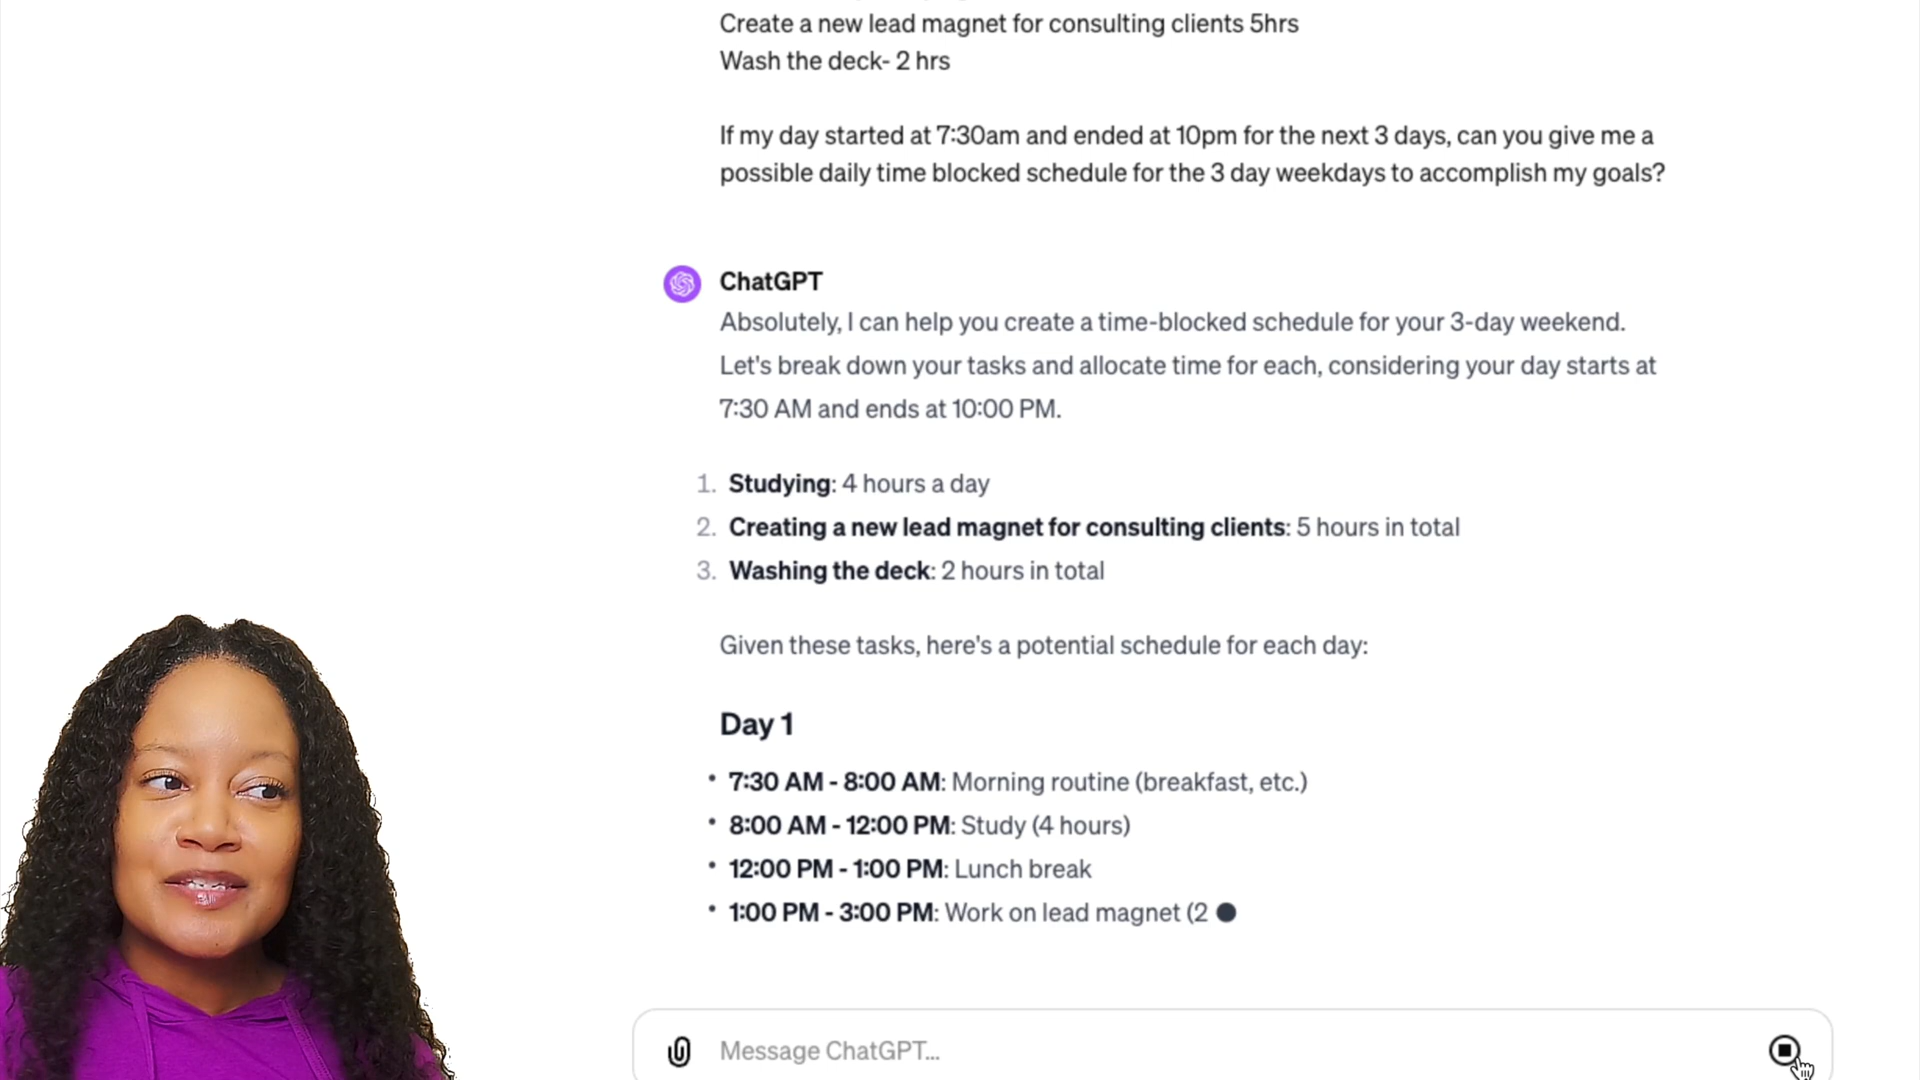 Create a new lead magnet for consulting clients 5hrs
Wash the deck- 2 hrs
If my day started at 7:30am and ended at 10pm for the next 3 days, can you give me a
possible daily time blocked schedule for the 3 day weekdays to accomplish my goals?
ChatGPT
Absolutely, I can help you create a time-blocked schedule for your 3-day weekend.
Let's break down your tasks and allocate time for each, considering your day starts at
7:30 AM and ends at 10:00 PM.
1. Studying: 4 hours a day
2. Creating a new lead magnet for consulting clients: 5 hours in total
3. Washing the deck: 2 hours in total
Given these tasks, here's a potential schedule for each day:
Day 1
• 7:30 AM - 8:00 AM: Morning routine (breakfast, etc.)
• 8:00 AM - 12:00 PM: Study (4 hours)
• 12:00 PM - 1:00 PM: Lunch break
• 1:00 PM - 3:00 PM: Work on lead magnet (2
Message ChatGPT...